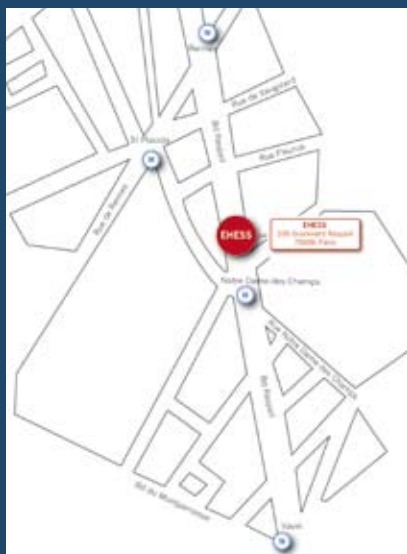 Rennes
Rue de Vaugirard
Bd Raspail
St Placide
Rue Fleurus
Rue de Rennes
EHESS
EHESS
105 boulevard Raspail
75006 Paris
Notre Dame des Champs
Rue Notre Dame des Champs
Bd Raspail
Bd du Montparnasse
Vavin